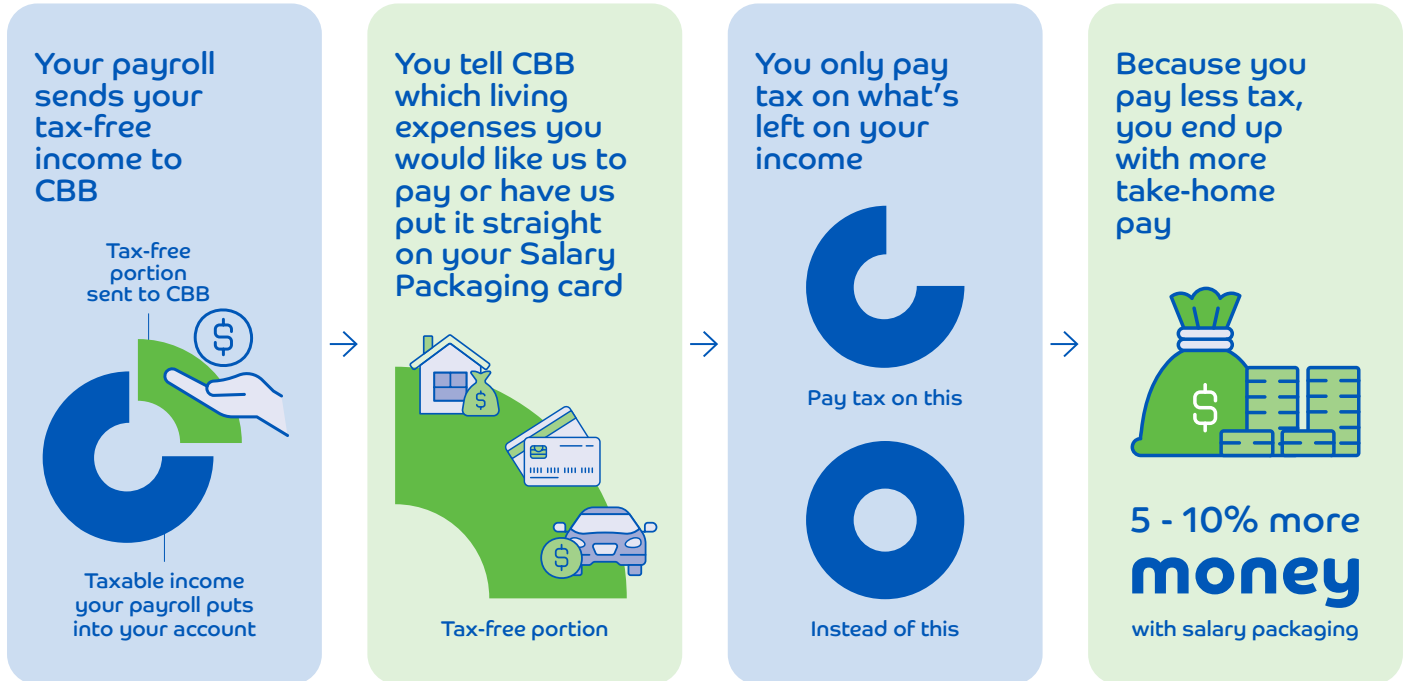 Your payroll
sends your
tax-free
income to
CBB
Tax-free
portion
sent to CBB
$
Taxable income
your payroll puts
into your account
You tell CBB
which living
expenses you
would like us to
pay or have us
put it straight
on your Salary
Packaging card
$
$
Tax-free portion
You only pay
tax on what's
left on your
income
Pay tax on this
Instead of this
Because you
pay less tax,
you end up
with more
take-home
pay
$
5 - 10% more
money
with salary packaging